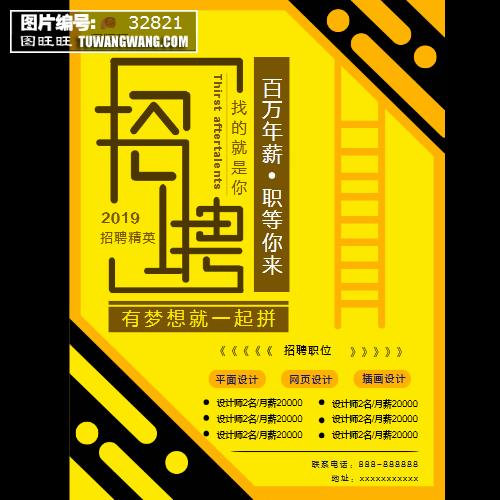 图片编号: 32821
图旺旺 TUWANGWANG.COM
招聘
Thirst aftertalents
找的就是你
百万年薪·职等你来
2019
招聘精英
有梦想就一起拼
《《《《《 招聘职位 》》》》》
平面设计 网页设计 插画设计
● 设计师2名/月薪20000 ● 设计师2名/月薪20000
● 设计师2名/月薪20000 ● 设计师2名/月薪20000
● 设计师2名/月薪20000 ● 设计师2名/月薪20000
联系电话：888-888888
地址：xxxxxxxxxxx